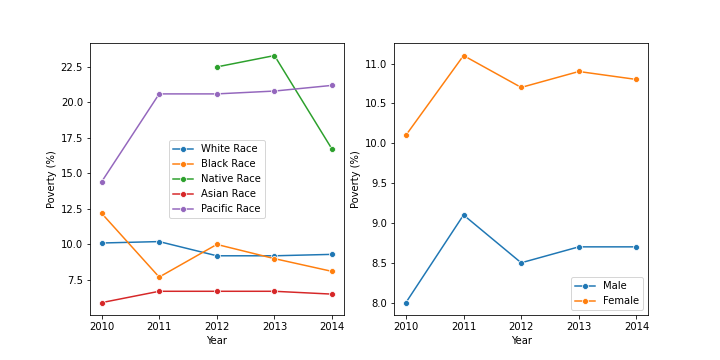 22.5
20.0
17.5
15.0
12.5
10.0
7.5
Poverty (%)
2010 2011 2012 2013 2014
Year
White Race
Black Race
Native Race
Asian Race
Pacific Race
11.0
10.5
10.0
9.5
9.0
8.5
8.0
Poverty (%)
2010 2011 2012 2013 2014
Year
Male
Female